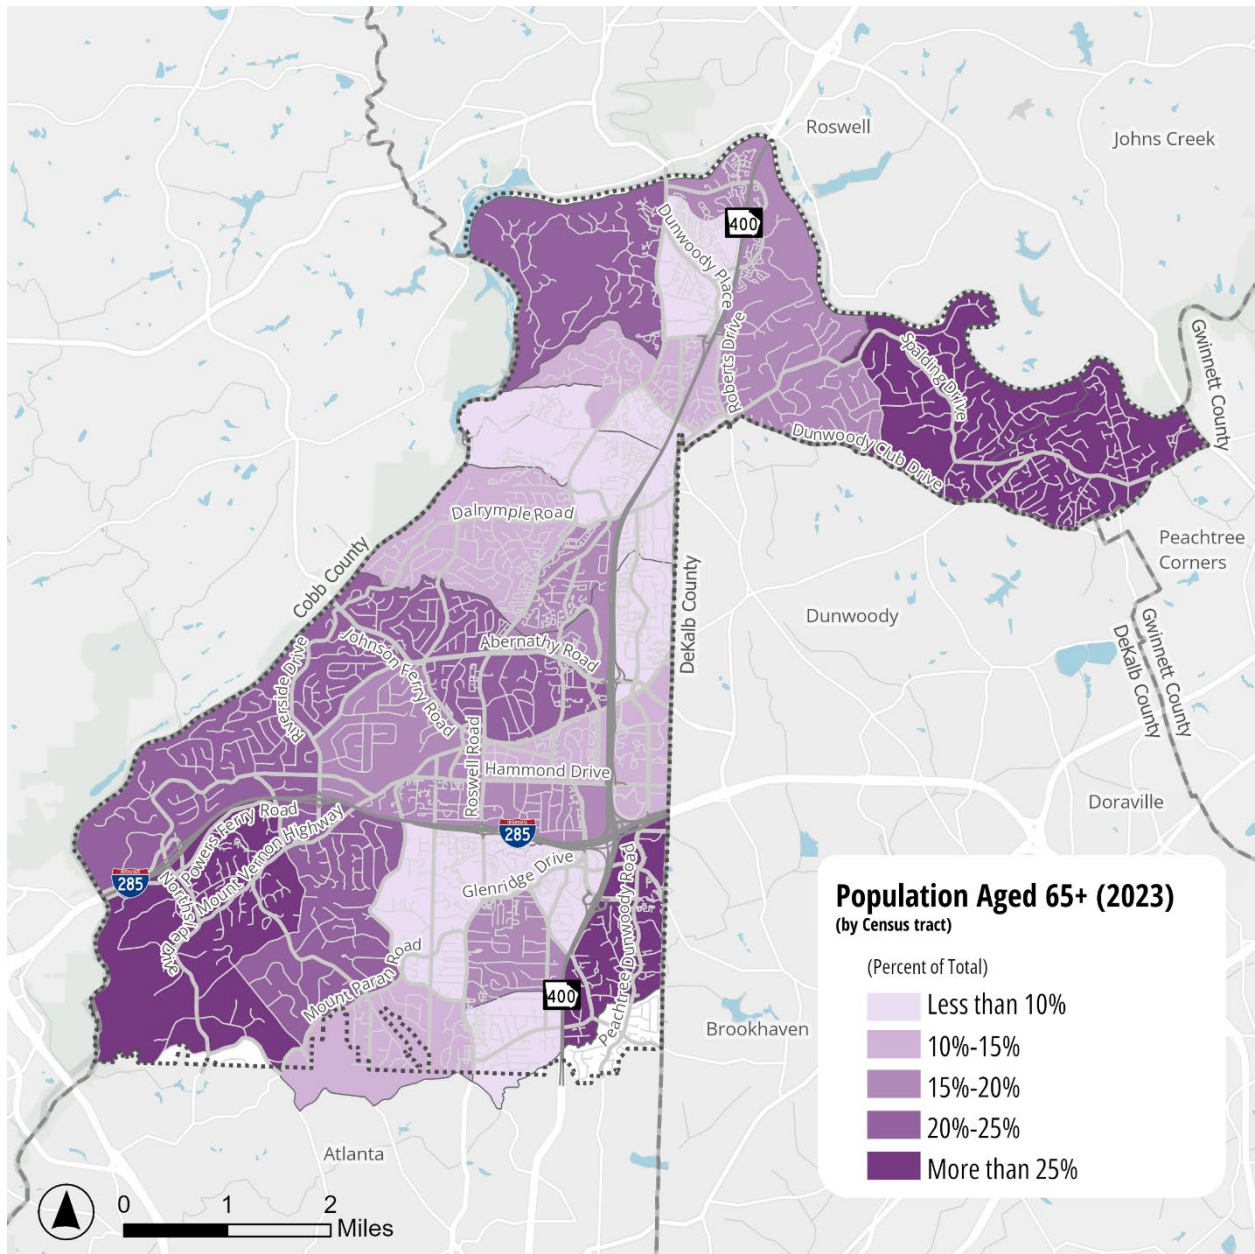 Roswell
Johns Creek
400
Dunwoody Place
Roberts Drive
Spalding Drive
Gwinnett County
Dunwoody Club Drive
Dalrymple Road
Cobb County
DeKalb County
Peachtree
Corners
Dunwoody
Gwinnett County
DeKalb County
Abernathy Road
Johnson Ferry Road
Riverside Drive
Roswell Road
Hammond Drive
Doraville
Powers Ferry Road
Mount Vernon Highway
Northside Drive
INTERSTATE
285
INTERSTATE
285
Glenridge Drive
Peachtree Dunwoody Road
Mount Paran Road
400
Brookhaven
Atlanta
Population Aged 65+ (2023)
(by Census tract)
(Percent of Total)
Less than 10%
10%-15%
15%-20%
20%-25%
More than 25%
0 1 2
Miles